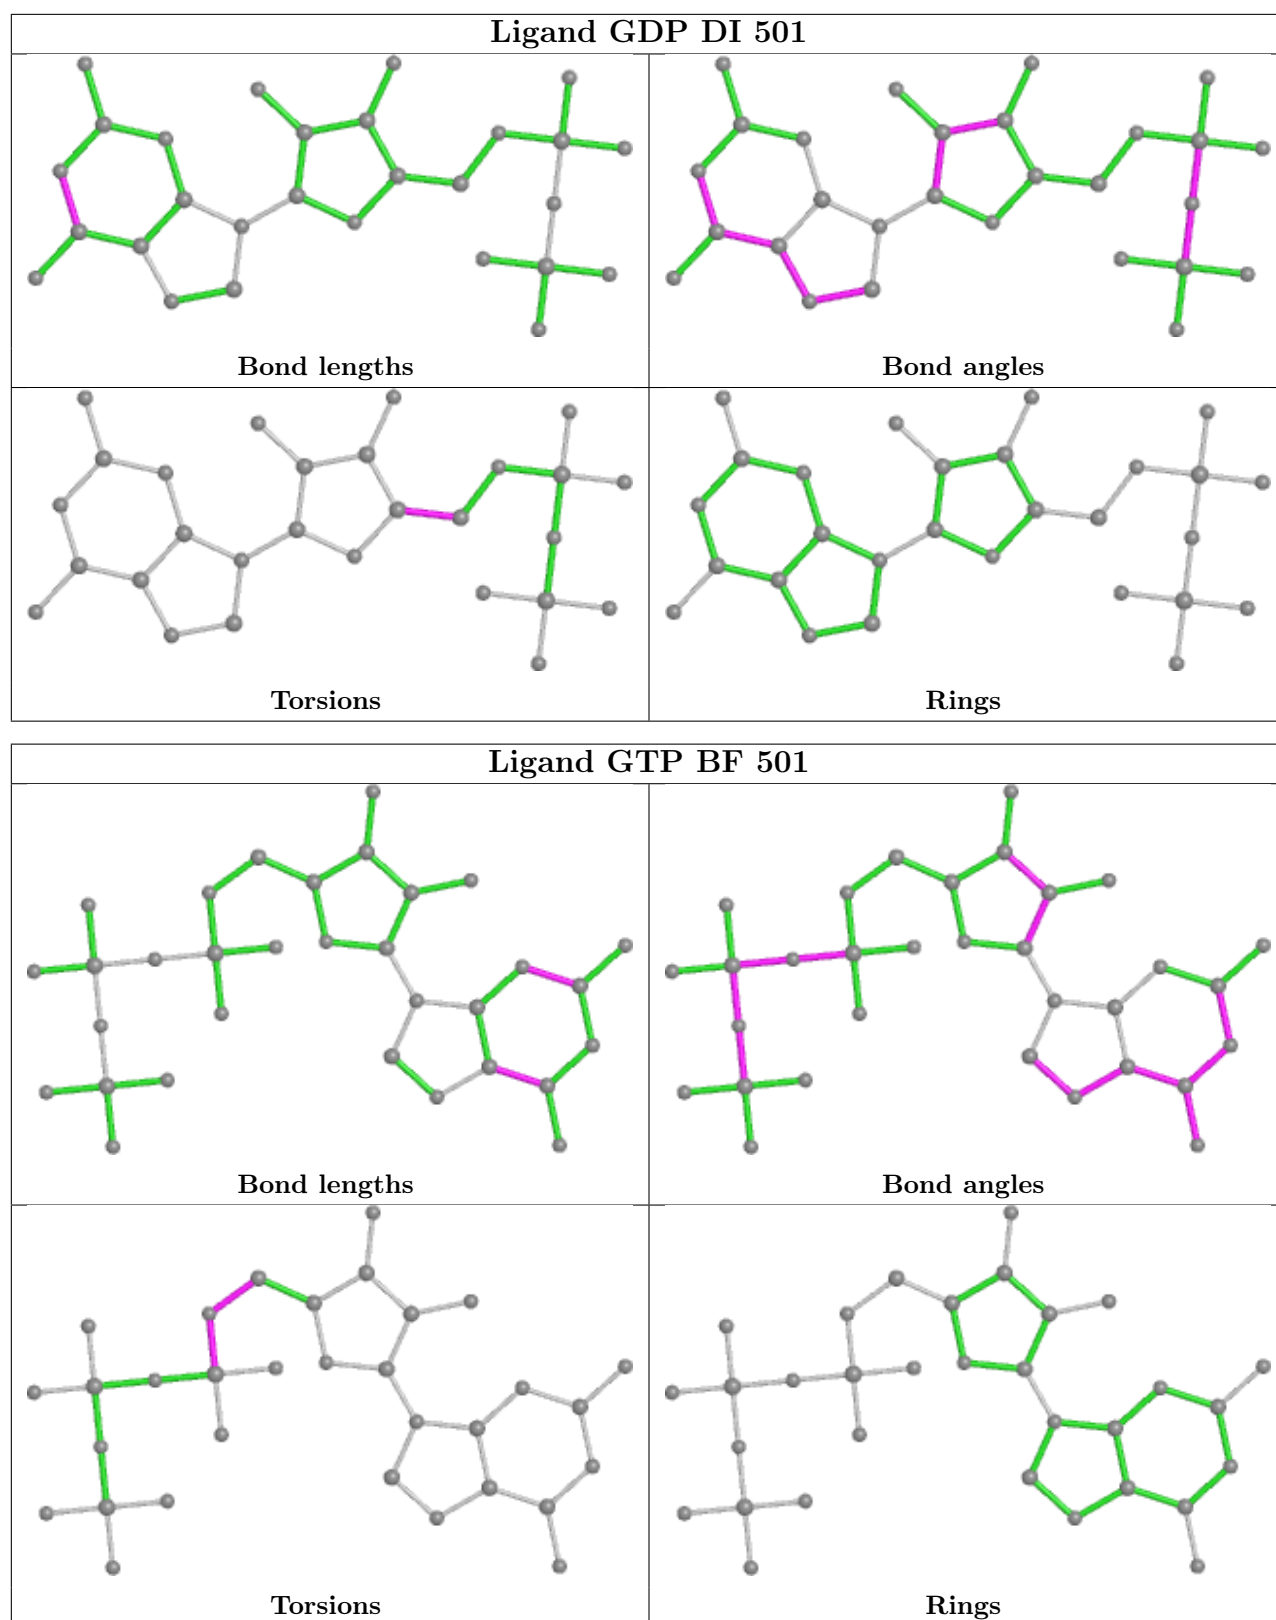 Ligand GDP DI 501
Bond lengths
Bond angles
Torsions
Rings
Ligand GTP BF 501
Bond lengths
Bond angles
Torsions
Rings